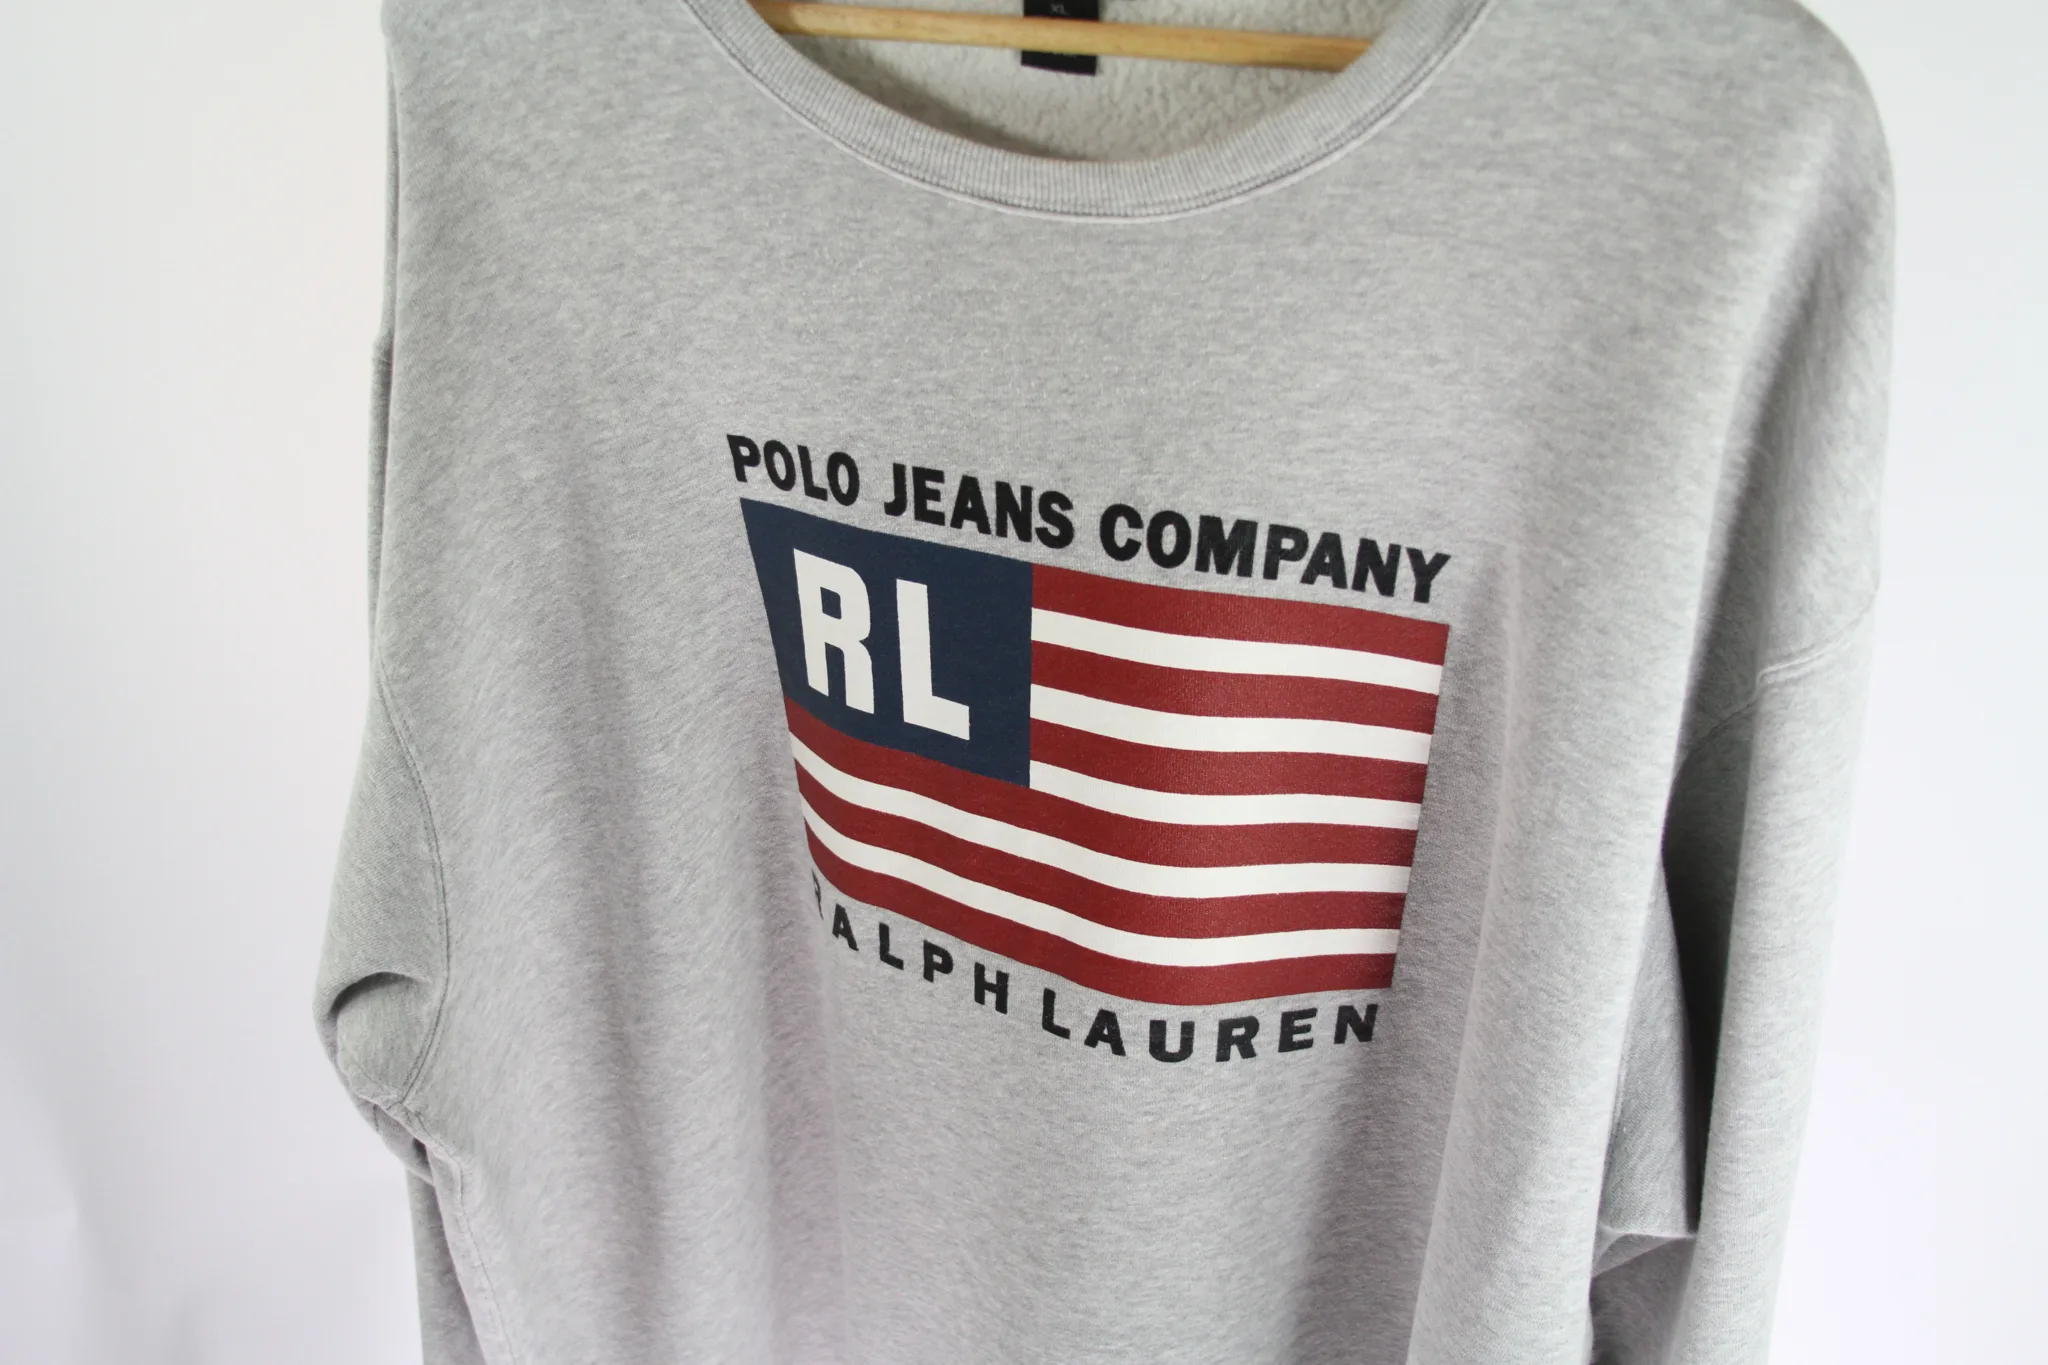 XL
POLO JEANS COMPANY
RL
RALPH LAUREN